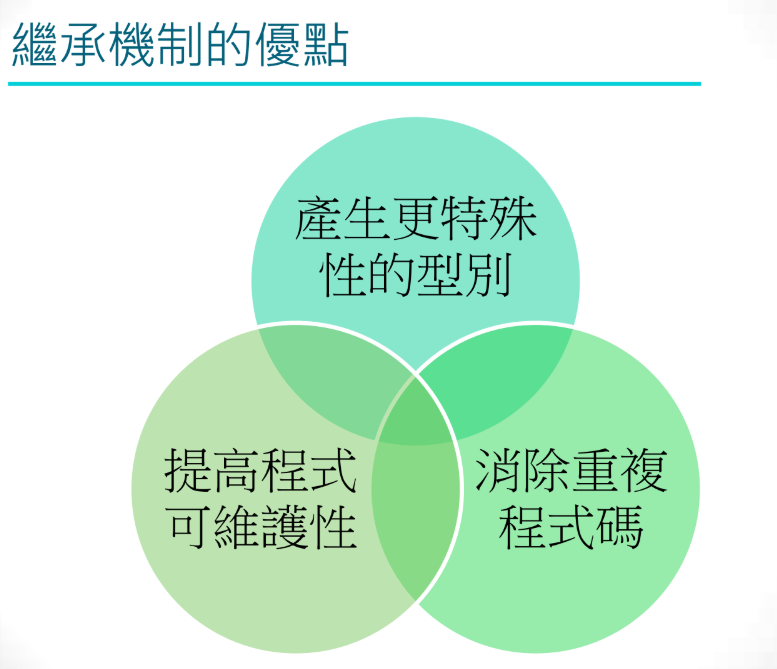 繼承機制的優點
產生更特殊
性的型別
提高程式
可維護性
消除重複
程式碼